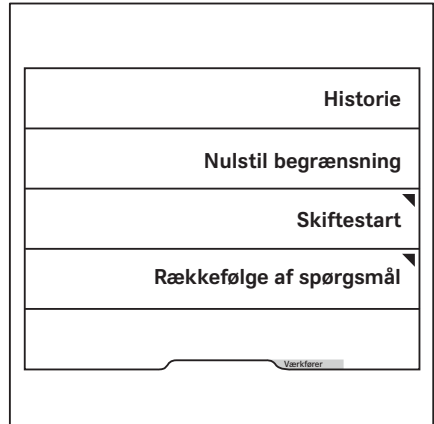 Historie
Nulstil begrænsning
Skiftestart
Rækkefølge af spørgsmål
Værkfører